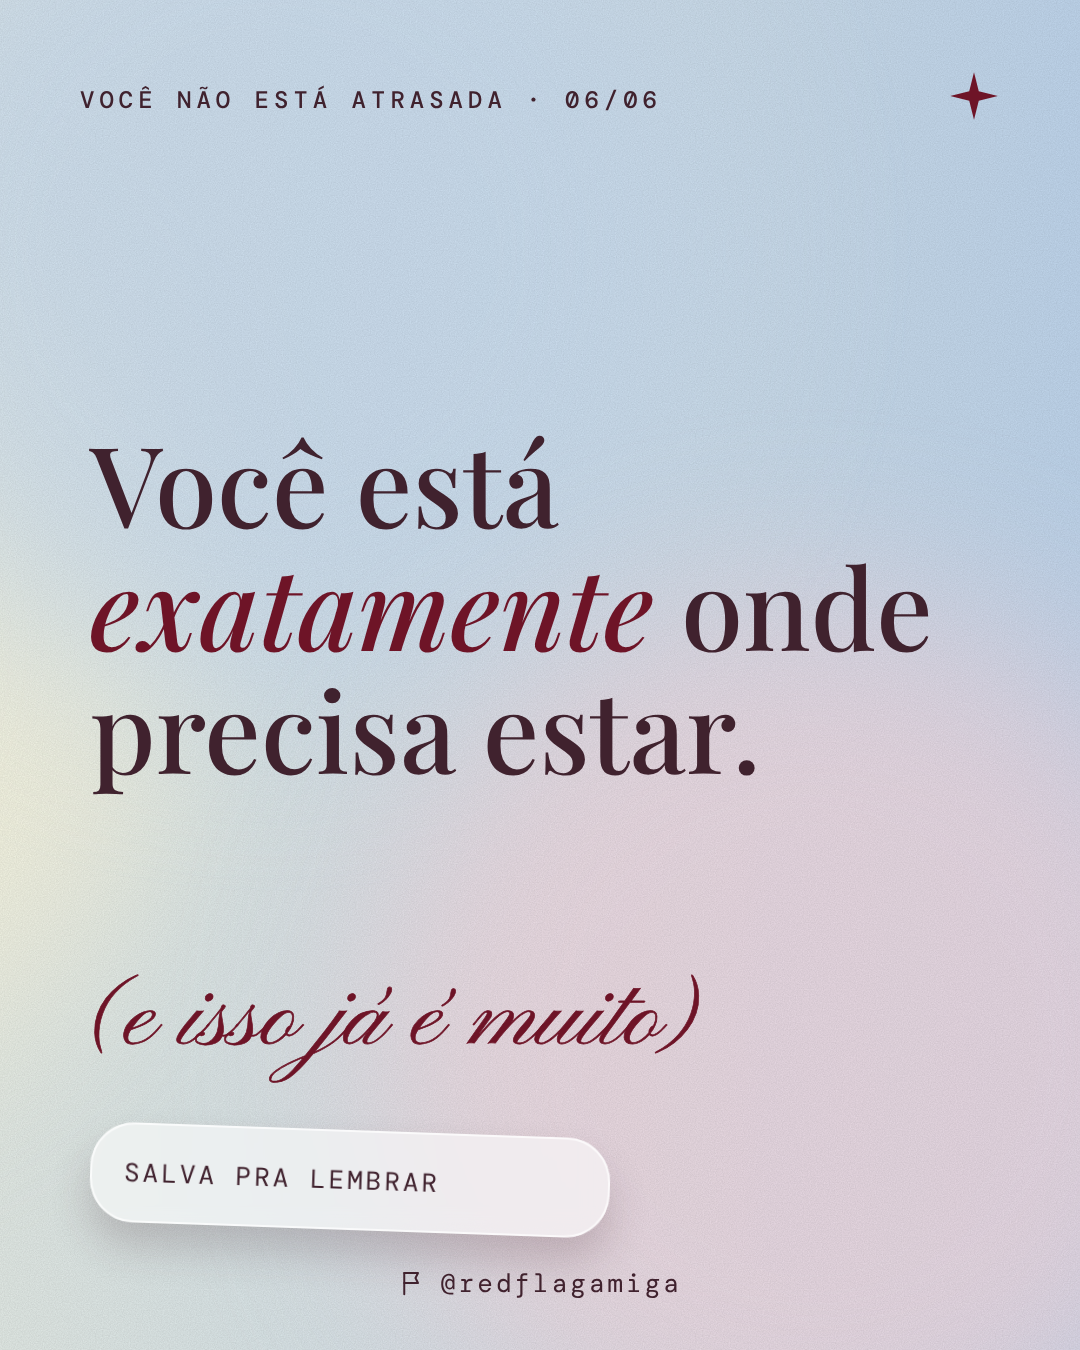 VOCÊ NÃO ESTÁ ATRASADA · 06/06
Você está
exatamente onde
precisa estar.
(e isso já é muito)
SALVA PRA LEMBRAR
@redflagamiga